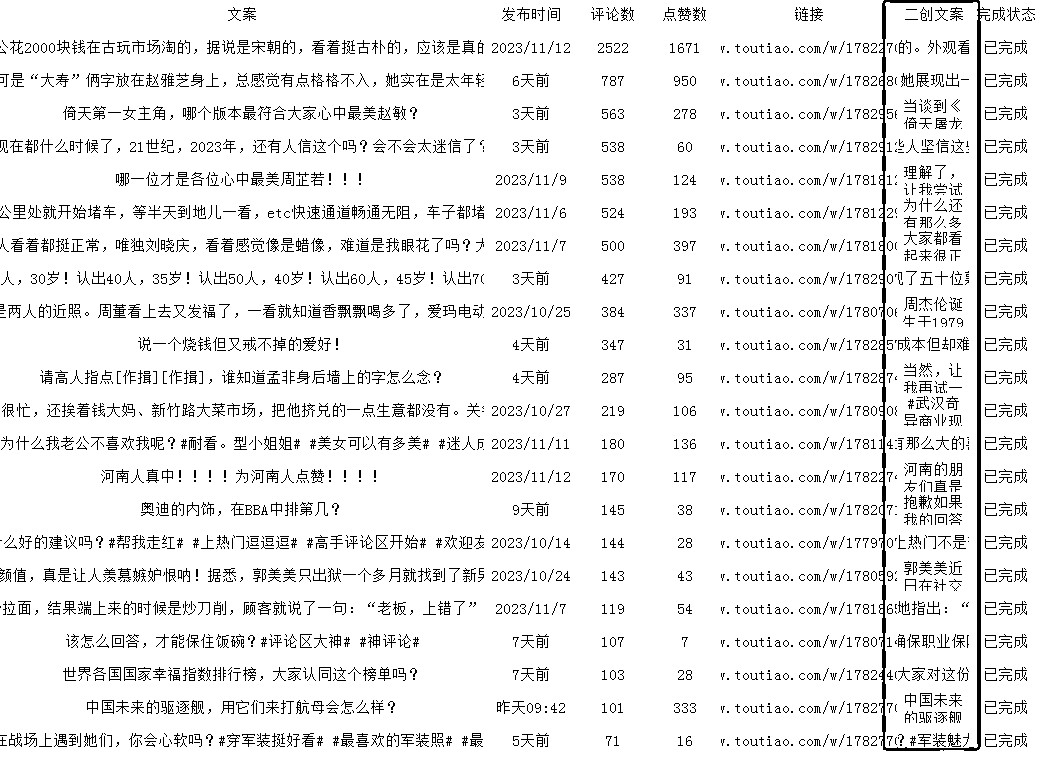 文案 发布时间 评论数 点赞数 链接 二创文案 完成状态
公花2000块钱在古玩市场淘的，据说是宋朝的，看着挺古朴的，应该是真的 2023/11/12 2522 1671 w.toutiao.com/w/178227 的。外观看 已完成
可是“大寿”俩字放在赵雅芝身上，总感觉有点格格不入，她实在是太年轻 6天前 787 950 w.toutiao.com/w/178268 她展现出一 已完成
倚天第一女主角，哪个版本最符合大家心中最美赵敏？ 3天前 563 278 w.toutiao.com/w/178295 当谈到《
倚天屠龙 已完成
现在都什么时候了，21世纪，2023年，还有人信这个吗？会不会太迷信了？ 3天前 538 60 w.toutiao.com/w/178291 些人坚信这 已完成
哪一位才是各位心中最美周芷若！！！ 2023/11/9 538 124 w.toutiao.com/w/178181 理解了，
让我尝试 已完成
公里处就开始堵车，等半天到地儿一看，etc快速通道畅通无阻，车子都堵 2023/11/6 524 193 w.toutiao.com/w/178122 为什么还
有那么多 已完成
人看着都挺正常，唯独刘晓庆，看着感觉像是蜡像，难道是我眼花了吗？大 2023/11/7 500 397 w.toutiao.com/w/178180 大家都看
起来很正 已完成
人，30岁！认出40人，35岁！认出50人，40岁！认出60人，45岁！认出70 3天前 427 91 w.toutiao.com/w/178290 了五十位 已完成
是两人的近照。周董看上去又发福了，一看就知道香飘飘喝多了，爱玛电动 2023/10/25 384 337 w.toutiao.com/w/178070 周杰伦诞
生于1979 已完成
说一个烧钱但又戒不掉的爱好！ 4天前 347 31 w.toutiao.com/w/178285 成本但却难 已完成
请高人指点[作揖][作揖]，谁知道孟非身后墙上的字怎么念？ 4天前 287 95 w.toutiao.com/w/178287 当然，让
我再试一 已完成
很忙，还挨着钱大妈、新竹路大菜市场，把他挤兑的一点生意都没有。关 2023/10/27 219 106 w.toutiao.com/w/178090 #武汉奇
异商业现 已完成
为什么我老公不喜欢我呢？#耐看。型小姐姐# #美女可以有多美# #迷人成 2023/11/11 180 136 w.toutiao.com/w/178114 有那么大的 已完成
河南人真中！！！！为河南人点赞！！！！ 2023/11/12 170 117 w.toutiao.com/w/178227 河南的朋
友们真是 已完成
奥迪的内饰，在BBA中排第几？ 9天前 145 38 w.toutiao.com/w/178207 抱歉如果
我的回答 已完成
什么好的建议吗？#帮我走红# #上热门逗逗逗# #高手评论区开始# #欢迎友 2023/10/14 144 28 w.toutiao.com/w/177970 上热门不是 已完成
颜值，真是让人羡慕嫉妒恨呐！据悉，郭美美只出狱一个多月就找到了新男 2023/10/24 143 43 w.toutiao.com/w/178059 郭美美近
日在社交 已完成
拉面，结果端上来的时候是炒刀削，顾客就说了一句：“老板，上错了” 2023/11/7 119 54 w.toutiao.com/w/178186 地指出：“ 已完成
该怎么回答，才能保住饭碗？#评论区大神# #神评论# 7天前 107 7 w.toutiao.com/w/178071 确保职业保 已完成
世界各国国家幸福指数排行榜，大家认同这个榜单吗？ 7天前 103 28 w.toutiao.com/w/178244 大家对这份 已完成
中国未来的驱逐舰，用它们来打航母会怎么样？ 昨天09:42 101 333 w.toutiao.com/w/178277 中国未来
的驱逐舰 已完成
在战场上遇到她们，你会心软吗？#穿军装挺好看# #最喜欢的军装照# #最 5天前 71 16 w.toutiao.com/w/178277 ？#军装魅力 已完成